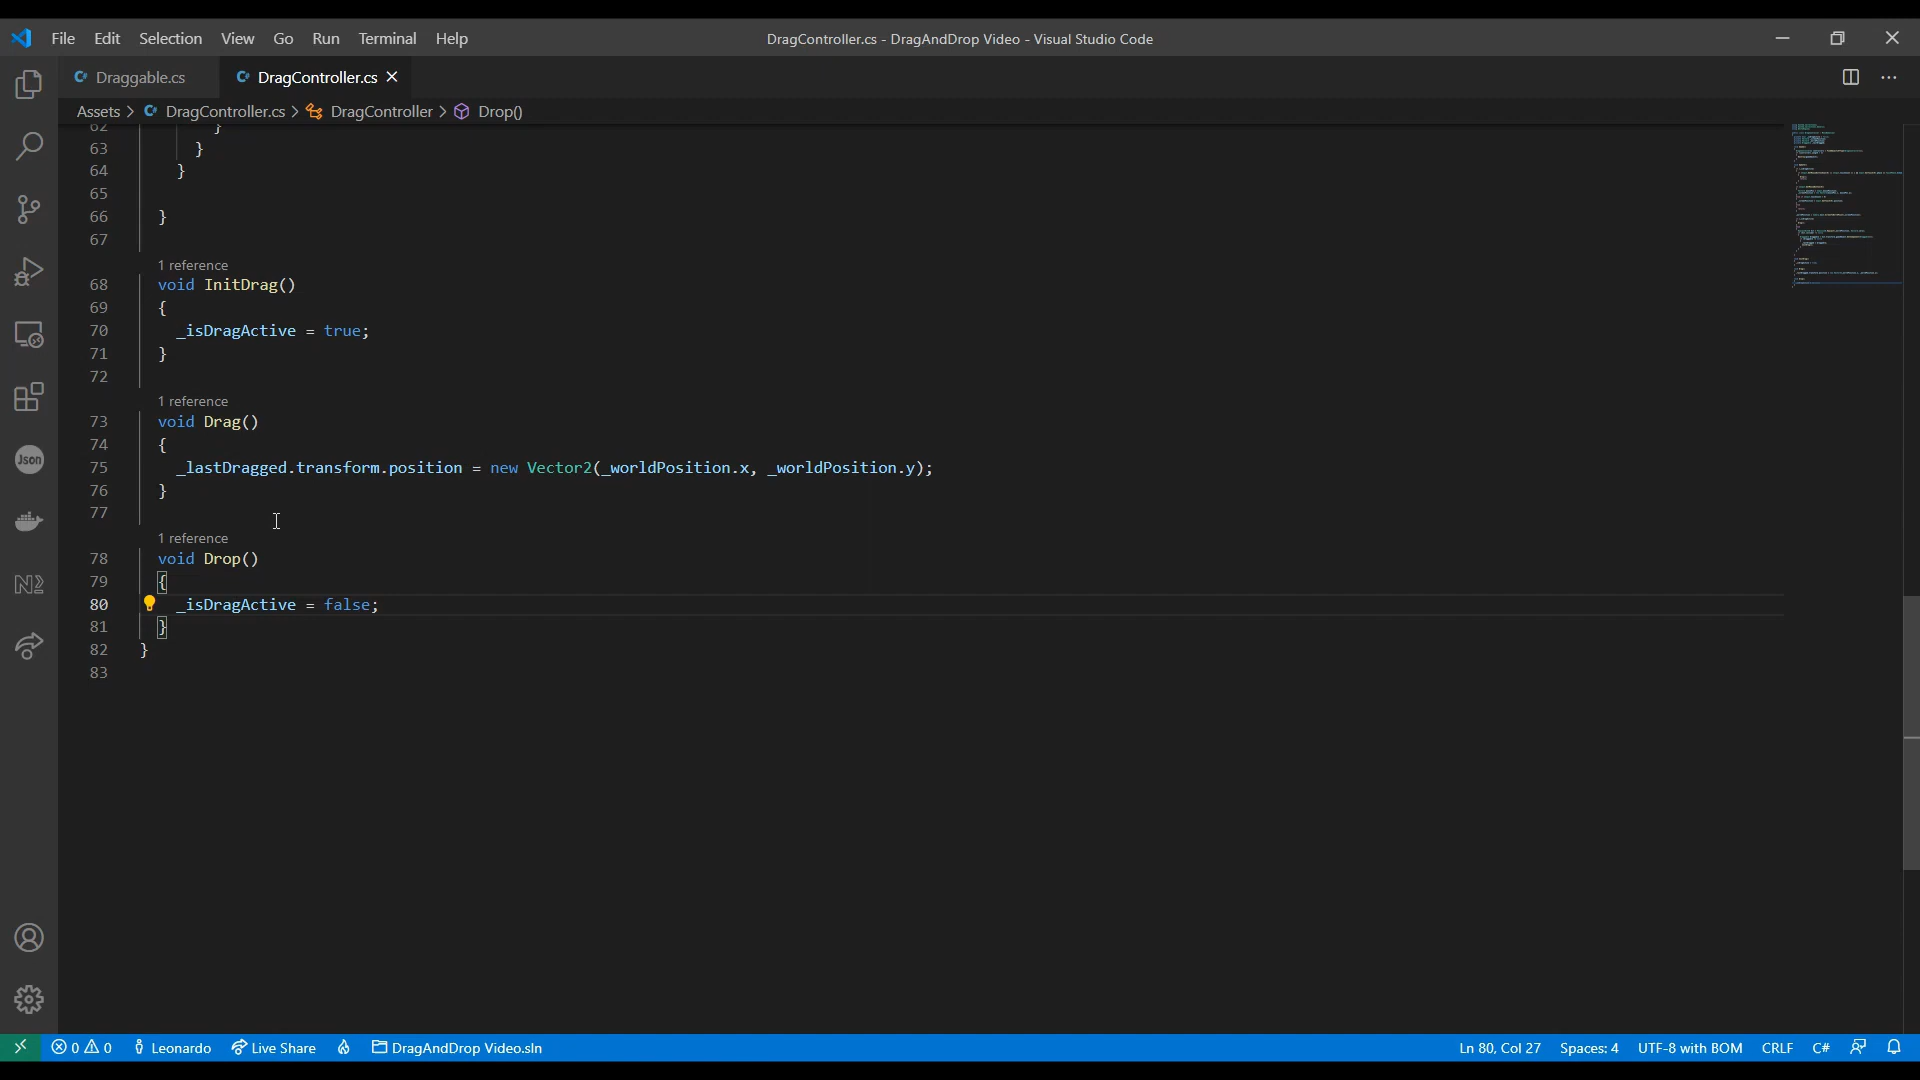 File Edit Selection View Go Run Terminal Help
DragController.cs - DragAndDrop Video - Visual Studio Code
Draggable.cs
DragController.cs
Assets > DragController.cs > DragController > Drop()
62 }
63 }
64 }
65
66 }
67
1 reference
68 void InitDrag()
69 {
70 _isDragActive = true;
71 }
72
1 reference
73 void Drag()
74 {
75 _lastDragged.transform.position = new Vector2(_worldPosition.x, _worldPosition.y);
76 }
77
1 reference
78 void Drop()
79 {
80 _isDragActive = false;
81 }
82 }
83
Json
N2
0 0 Leonardo Live Share DragAndDrop Video.sln
Ln 80, Col 27 Spaces: 4 UTF-8 with BOM CRLF C#